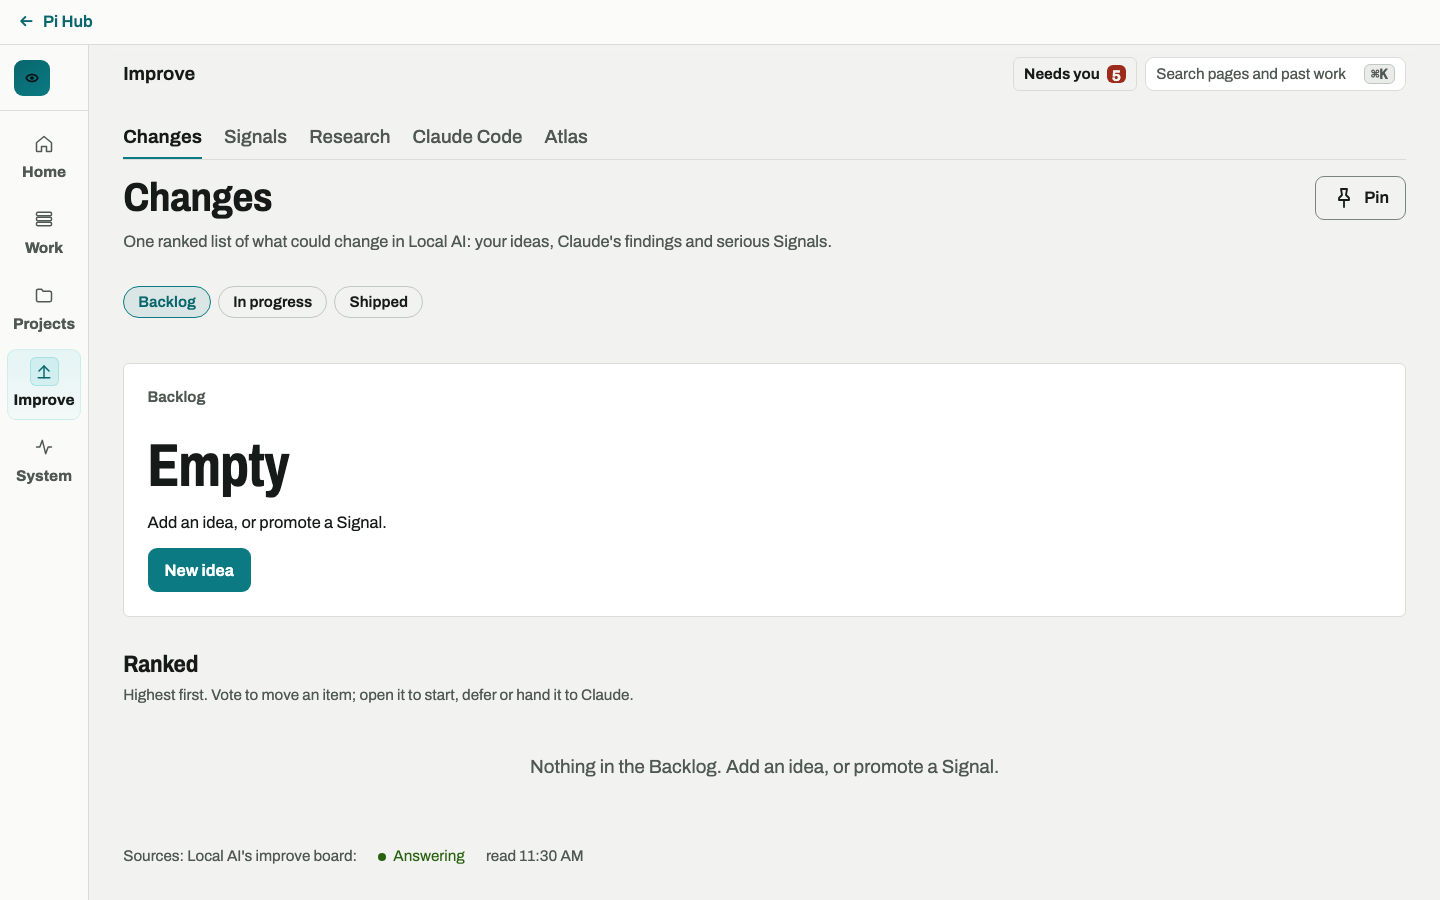 ← Pi Hub
Improve
Needs you 5
Search pages and past work ⌘K
Home
Work
Projects
Improve
System
Changes Signals Research Claude Code Atlas
Changes
Pin
One ranked list of what could change in Local AI: your ideas, Claude's findings and serious Signals.
Backlog In progress Shipped
Backlog
Empty
Add an idea, or promote a Signal.
New idea
Ranked
Highest first. Vote to move an item; open it to start, defer or hand it to Claude.
Nothing in the Backlog. Add an idea, or promote a Signal.
Sources: Local AI's improve board: Answering read 11:30 AM